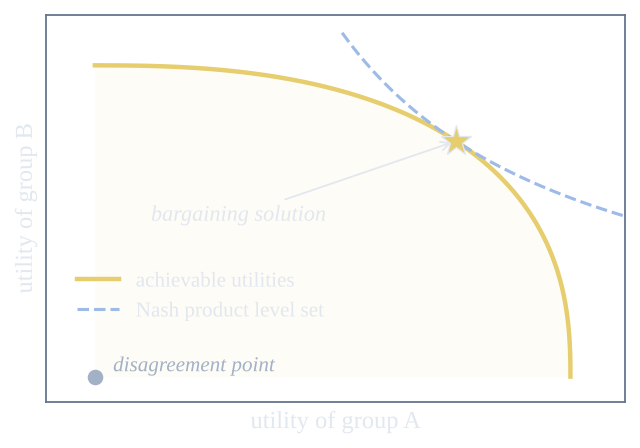 utility of group B
bargaining solution
achievable utilities
Nash product level set
disagreement point
utility of group A